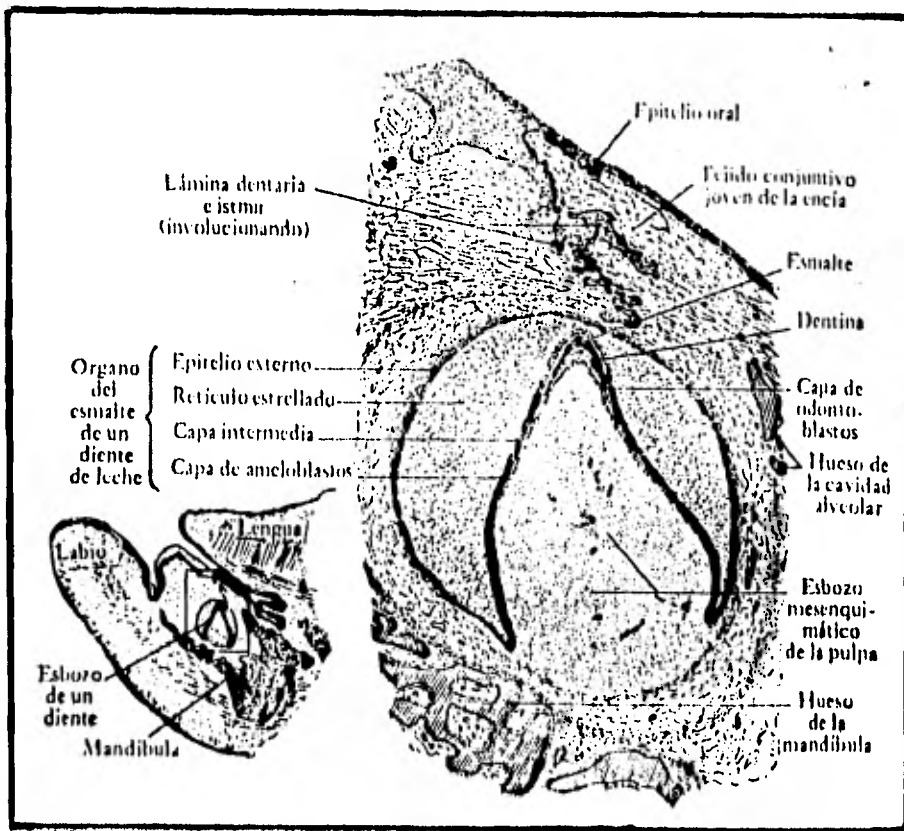 Epitelio oral
Tejido conjuntivo
joven de la encía
Lámina dentaria
e istmo
(involucionando)
Esmalte
Dentina
Organo
del
esmalte
de un
diente
de leche
Epitelio externo
Retículo estrellado
Capa intermedia
Capa de ameloblastos
Capa de
odonto-
blastos
Hueso de
la cavidad
alveolar
Lengua
Labio
Esbozo
mesenqui-
mático
de la pulpa
Esbozo
de un
diente
Mandíbula
Hueso
de la
mandíbula